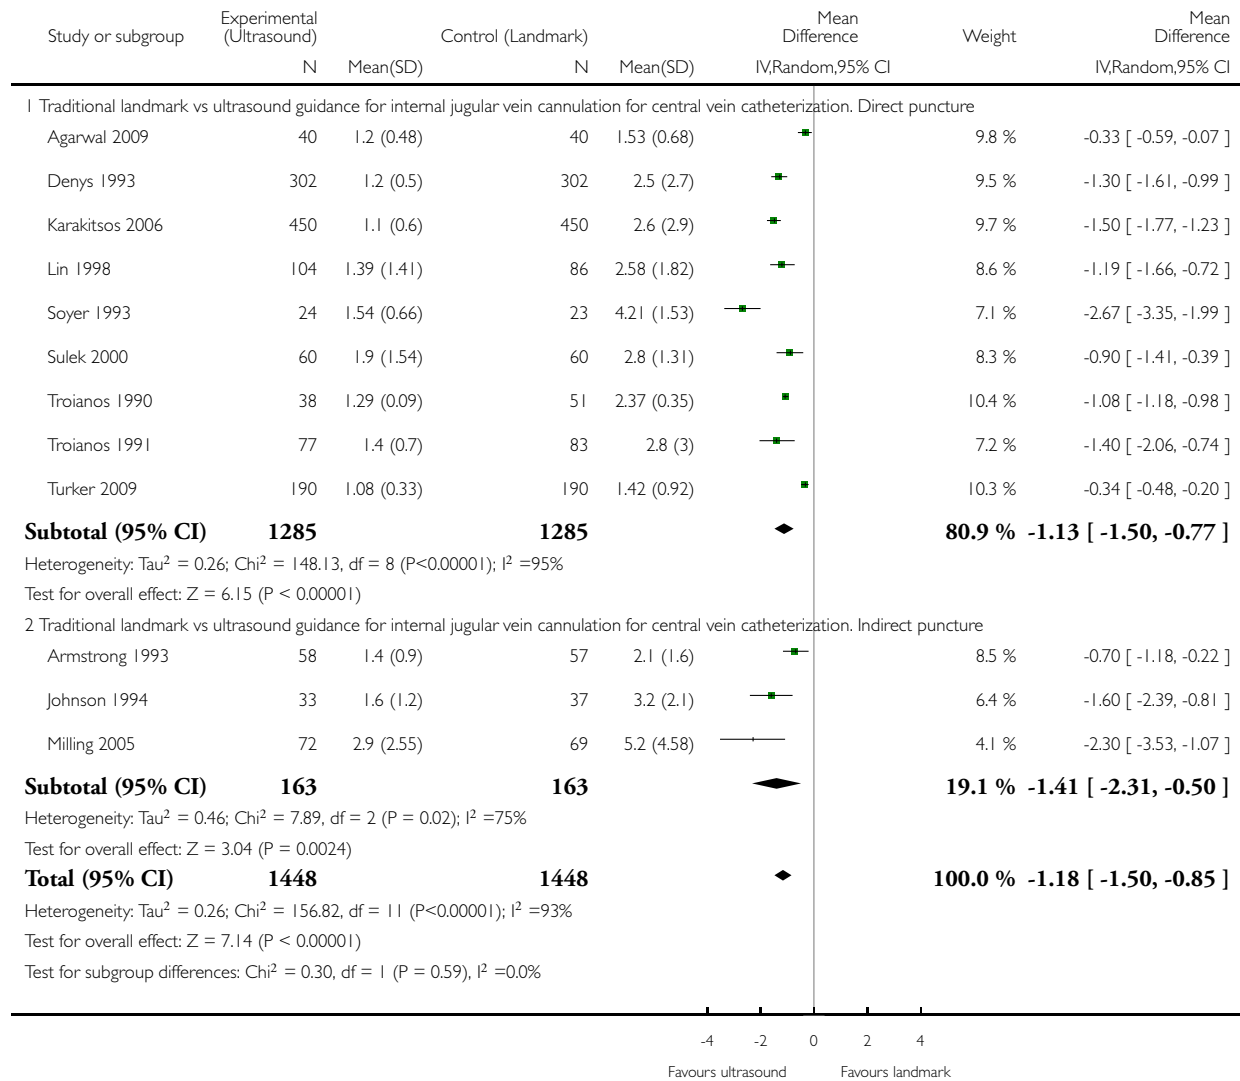 Experimental Mean Mean
Study or subgroup (Ultrasound) Control (Landmark) Difference Weight Difference
N Mean(SD) N Mean(SD) IV,Random,95% CI IV,Random,95% CI
1 Traditional landmark vs ultrasound guidance for internal jugular vein cannulation for central vein catheterization. Direct puncture
Agarwal 2009 40 1.2 (0.48) 40 1.53 (0.68) 9.8 % -0.33 [ -0.59, -0.07 ]
Denys 1993 302 1.2 (0.5) 302 2.5 (2.7) 9.5 % -1.30 [ -1.61, -0.99 ]
Karakitsos 2006 450 1.1 (0.6) 450 2.6 (2.9) 9.7 % -1.50 [ -1.77, -1.23 ]
Lin 1998 104 1.39 (1.41) 86 2.58 (1.82) 8.6 % -1.19 [ -1.66, -0.72 ]
Soyer 1993 24 1.54 (0.66) 23 4.21 (1.53) 7.1 % -2.67 [ -3.35, -1.99 ]
Sulek 2000 60 1.9 (1.54) 60 2.8 (1.31) 8.3 % -0.90 [ -1.41, -0.39 ]
Troianos 1990 38 1.29 (0.09) 51 2.37 (0.35) 10.4 % -1.08 [ -1.18, -0.98 ]
Troianos 1991 77 1.4 (0.7) 83 2.8 (3) 7.2 % -1.40 [ -2.06, -0.74 ]
Turker 2009 190 1.08 (0.33) 190 1.42 (0.92) 10.3 % -0.34 [ -0.48, -0.20 ]
Subtotal (95% CI) 1285 1285 80.9 % -1.13 [ -1.50, -0.77 ]
Heterogeneity: Tau² = 0.26; Chi² = 148.13, df = 8 (P<0.00001); I² =95%
Test for overall effect: Z = 6.15 (P < 0.00001)
2 Traditional landmark vs ultrasound guidance for internal jugular vein cannulation for central vein catheterization. Indirect puncture
Armstrong 1993 58 1.4 (0.9) 57 2.1 (1.6) 8.5 % -0.70 [ -1.18, -0.22 ]
Johnson 1994 33 1.6 (1.2) 37 3.2 (2.1) 6.4 % -1.60 [ -2.39, -0.81 ]
Milling 2005 72 2.9 (2.55) 69 5.2 (4.58) 4.1 % -2.30 [ -3.53, -1.07 ]
Subtotal (95% CI) 163 163 19.1 % -1.41 [ -2.31, -0.50 ]
Heterogeneity: Tau² = 0.46; Chi² = 7.89, df = 2 (P = 0.02); I² =75%
Test for overall effect: Z = 3.04 (P = 0.0024)
Total (95% CI) 1448 1448 100.0 % -1.18 [ -1.50, -0.85 ]
Heterogeneity: Tau² = 0.26; Chi² = 156.82, df = 11 (P<0.00001); I² =93%
Test for overall effect: Z = 7.14 (P < 0.00001)
Test for subgroup differences: Chi² = 0.30, df = 1 (P = 0.59), I² =0.0%
-4 -2 0 2 4
Favours ultrasound Favours landmark